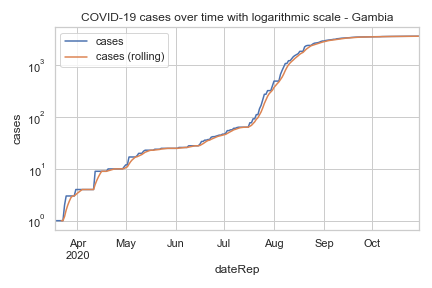 COVID-19 cases over time with logarithmic scale - Gambia
cases
cases (rolling)
10³
10²
10¹
10⁰
cases
Apr May Jun Jul Aug Sep Oct
2020
dateRep